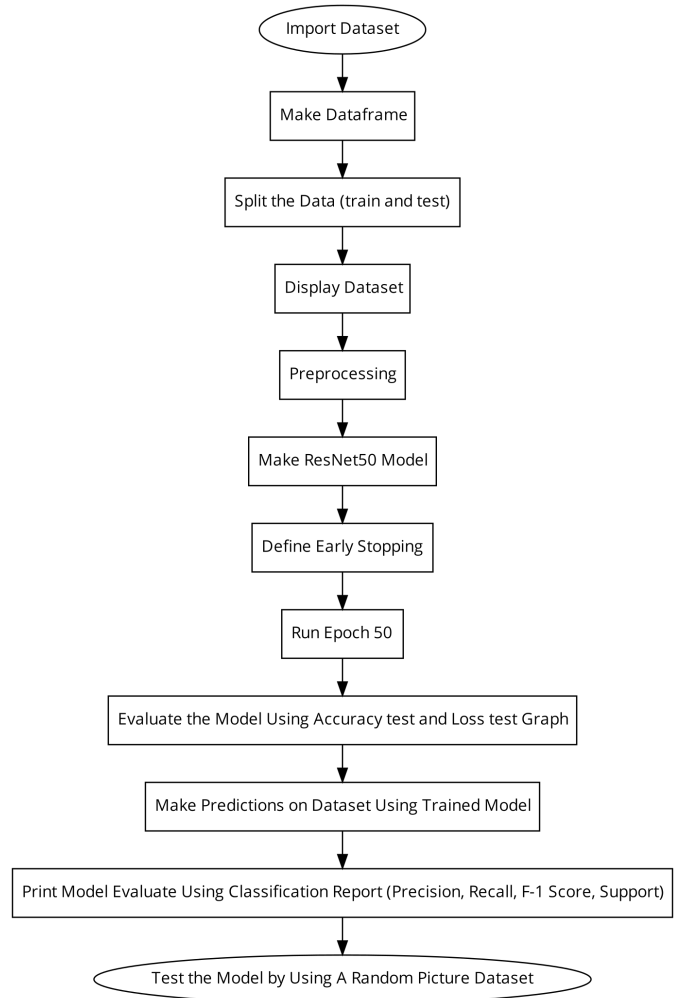 Import Dataset
Make Dataframe
Split the Data (train and test)
Display Dataset
Preprocessing
Make ResNet50 Model
Define Early Stopping
Run Epoch 50
Evaluate the Model Using Accuracy test and Loss test Graph
Make Predictions on Dataset Using Trained Model
Print Model Evaluate Using Classification Report (Precision, Recall, F-1 Score, Support)
Test the Model by Using A Random Picture Dataset